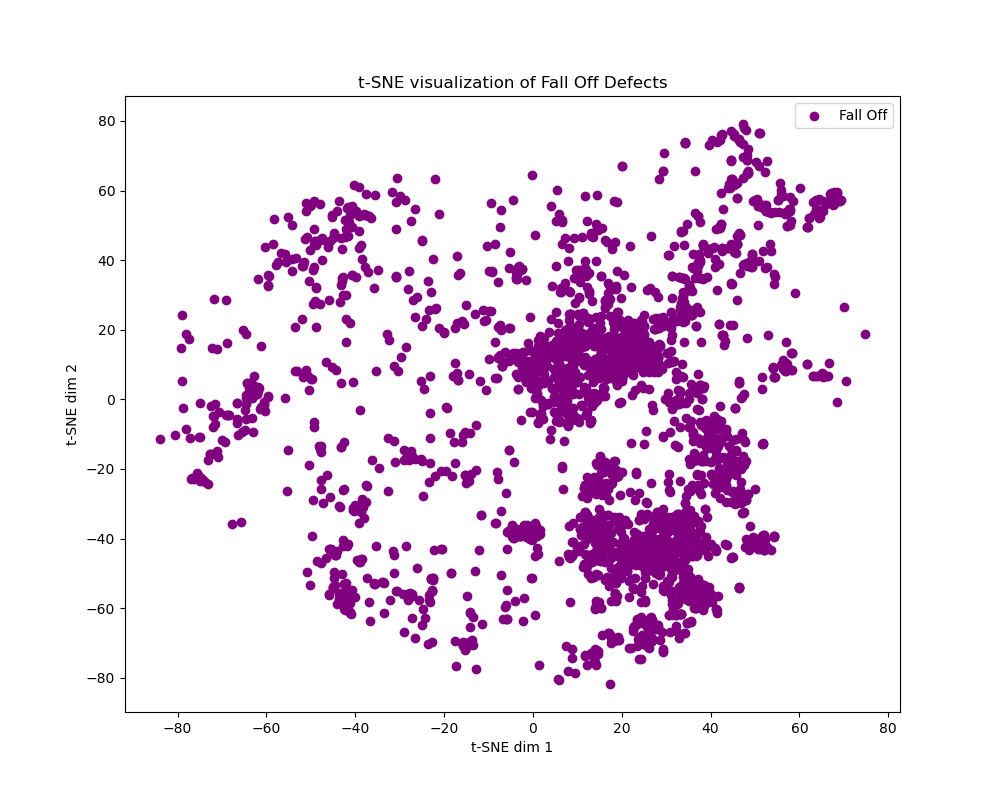 t-SNE visualization of Fall Off Defects
Fall Off
80
60
40
20
0
−20
−40
−60
−80
t-SNE dim 2
−80 −60 −40 −20 0 20 40 60 80
t-SNE dim 1